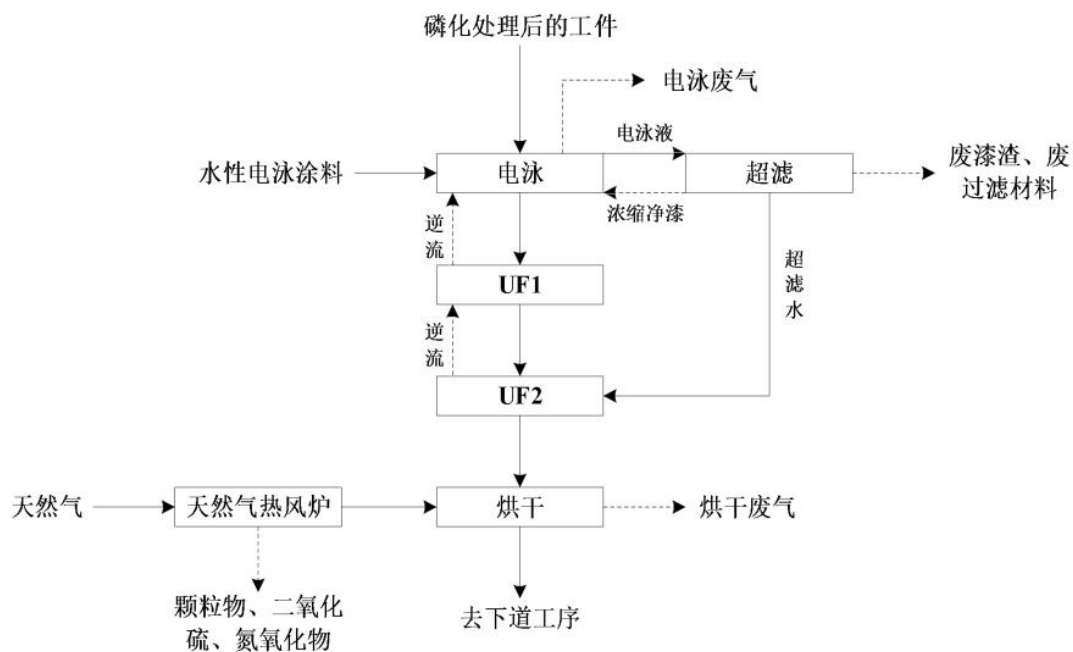 磷化处理后的工件
电泳废气
电泳液
水性电泳涂料
电泳
超滤
废漆渣、废
过滤材料
浓缩净漆
逆
流
UF1
超
滤
水
逆
流
UF2
天然气
天然气热风炉
烘干
烘干废气
颗粒物、二氧化
硫、氮氧化物
去下道工序